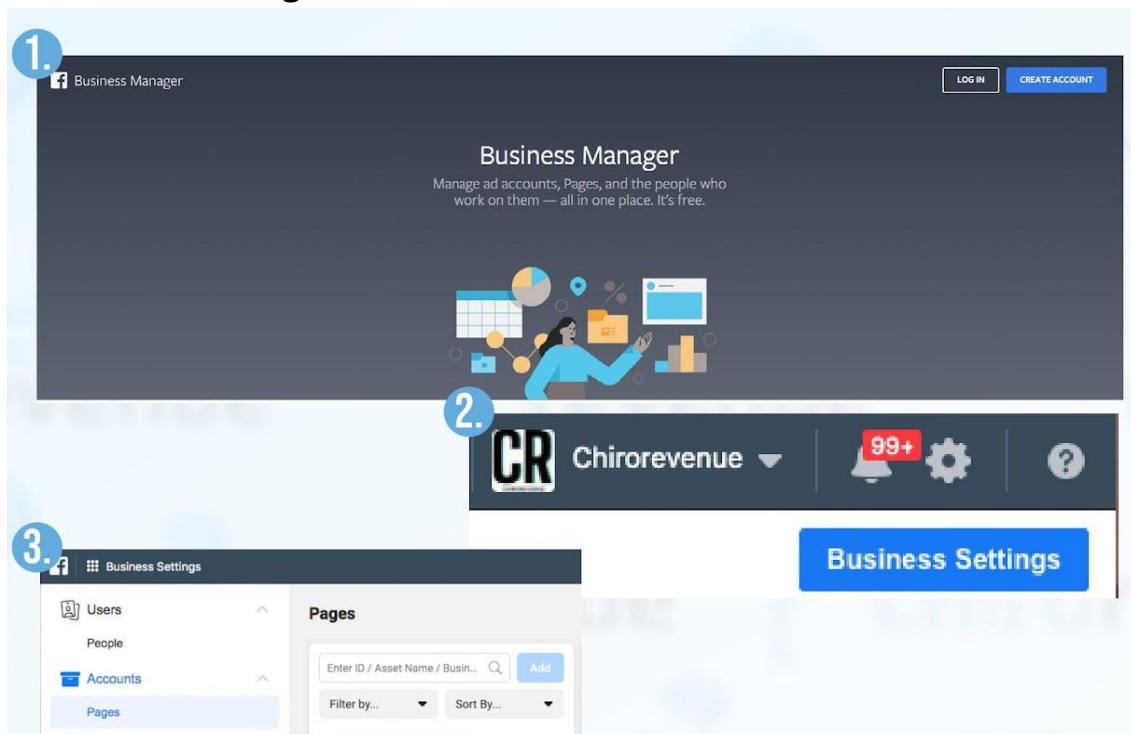 1.
Business Manager
LOG IN
CREATE ACCOUNT
Business Manager
Manage ad accounts, Pages, and the people who
work on them — all in one place. It's free.
2.
CR
Chirorevenue
99+
?
Business Settings
3.
Business Settings
Users
People
Accounts
Pages
Pages
Enter ID / Asset Name / Busin...
Add
Filter by...
Sort By...